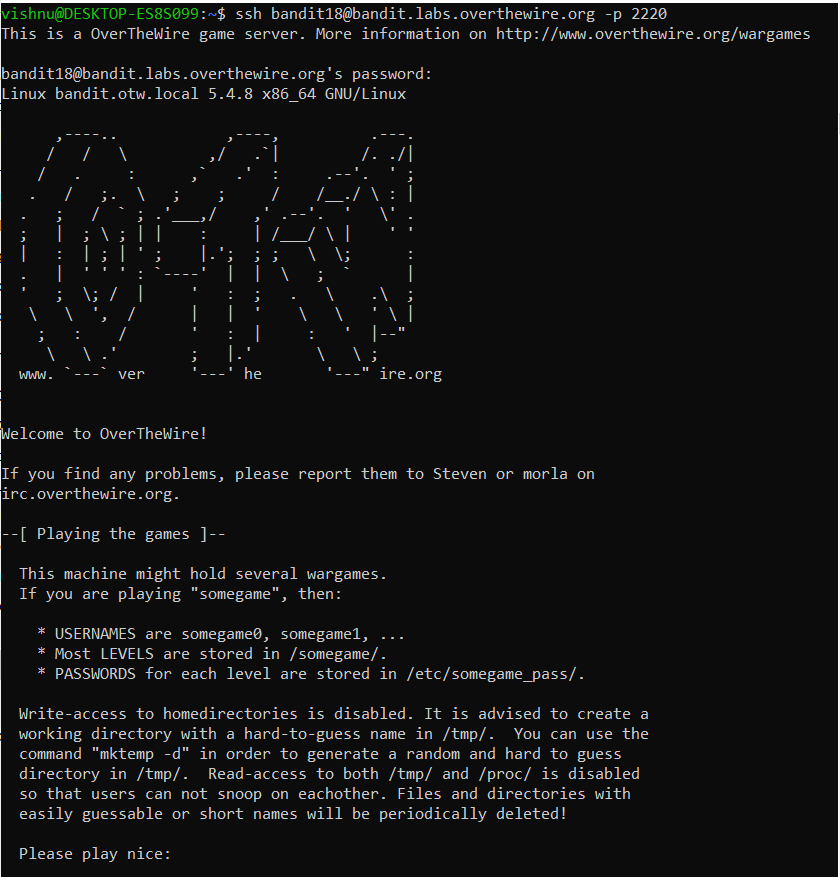 vishnu@DESKTOP-ES8S099:~$ ssh bandit18@bandit.labs.overthewire.org -p 2220
This is a OverTheWire game server. More information on http://www.overthewire.org/wargames
bandit18@bandit.labs.overthewire.org's password:
Linux bandit.otw.local 5.4.8 x86_64 GNU/Linux
www. `---` ver     '---' he       '---" ire.org
Welcome to OverTheWire!
If you find any problems, please report them to Steven or morla on
irc.overthewire.org.
--[ Playing the games ]--
This machine might hold several wargames.
If you are playing "somegame", then:
* USERNAMES are somegame0, somegame1, ...
* Most LEVELS are stored in /somegame/.
* PASSWORDS for each level are stored in /etc/somegame_pass/.
Write-access to homedirectories is disabled. It is advised to create a
working directory with a hard-to-guess name in /tmp/.  You can use the
command "mktemp -d" in order to generate a random and hard to guess
directory in /tmp/.  Read-access to both /tmp/ and /proc/ is disabled
so that users can not snoop on eachother. Files and directories with
easily guessable or short names will be periodically deleted!
Please play nice: